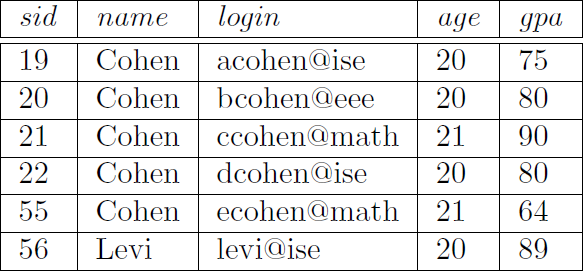 sid name login age gpa
19 Cohen acohen@ise 20 75
20 Cohen bcohen@eee 20 80
21 Cohen ccohen@math 21 90
22 Cohen dcohen@ise 20 80
55 Cohen ecohen@math 21 64
56 Levi levi@ise 20 89